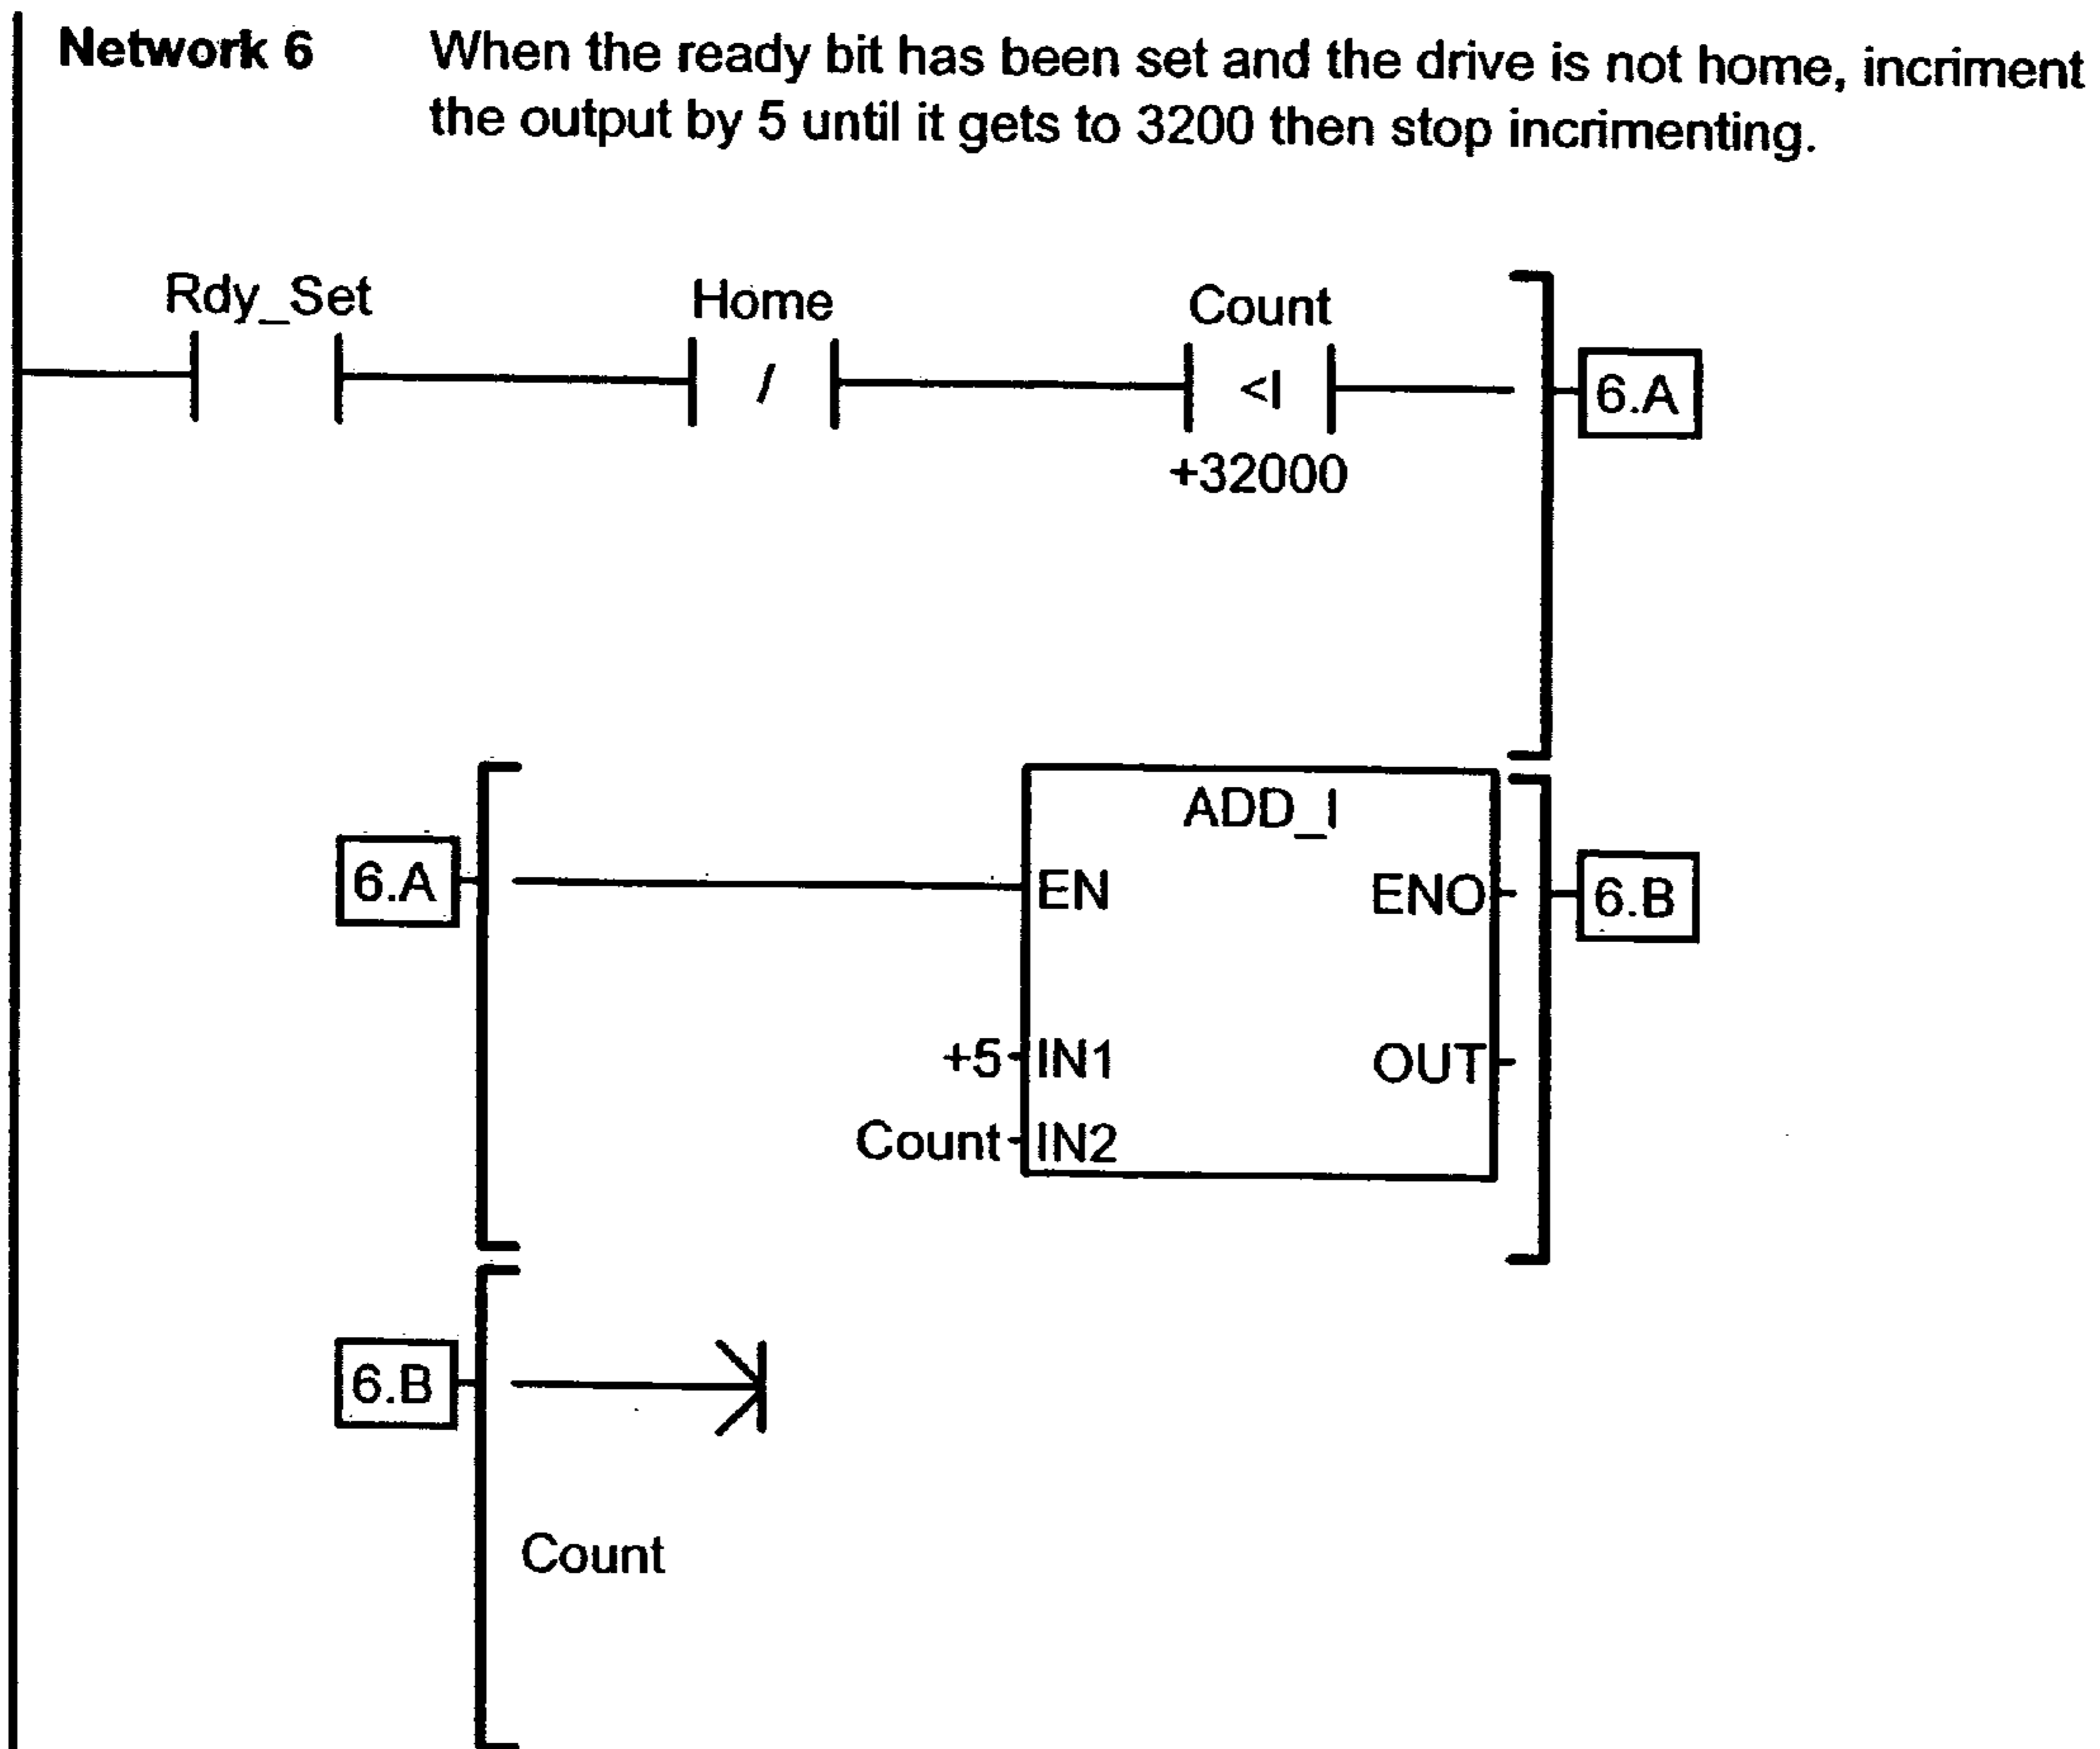 Network 6 When the ready bit has been set and the drive is not home, incriment
the output by 5 until it gets to 3200 then stop incrimenting.
Rdy_Set Home Count
/ <I
6.A
+32000
ADD_I
6.A EN ENO 6.B
+5 IN1 OUT
Count IN2
6.B
Count